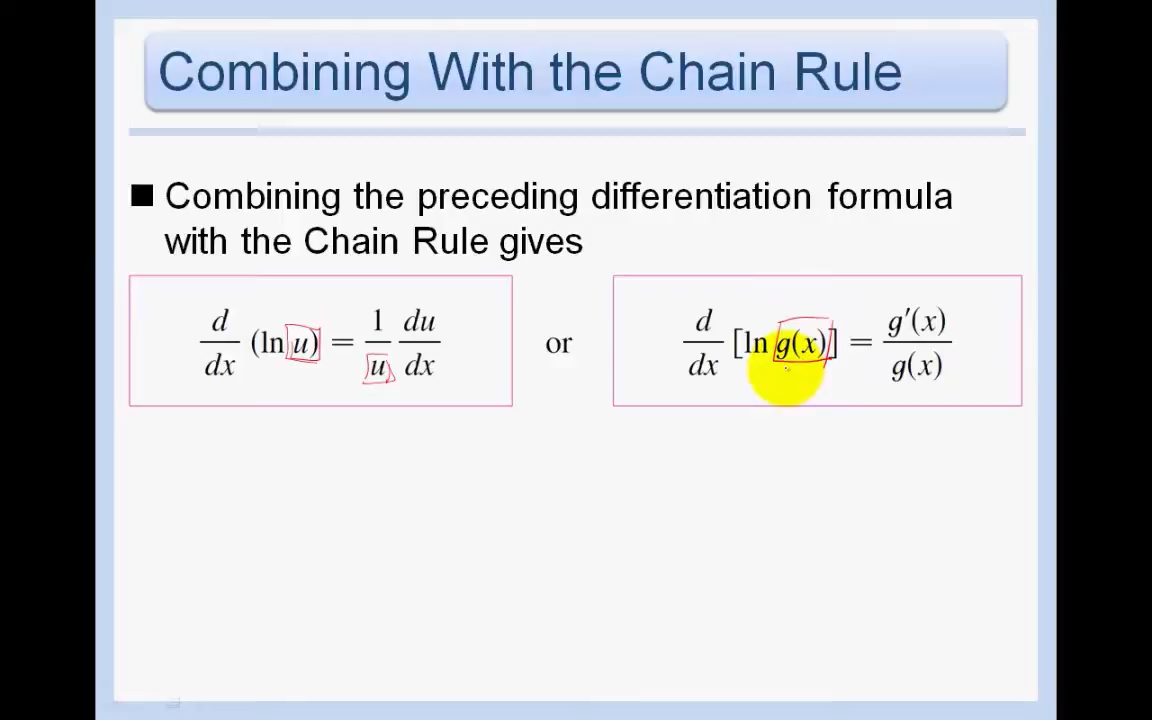 Combining With the Chain Rule
■ Combining the preceding differentiation formula
with the Chain Rule gives
d/dx (ln u) = 1/u du/dx or d/dx [ln g(x)] = g′(x)/g(x)